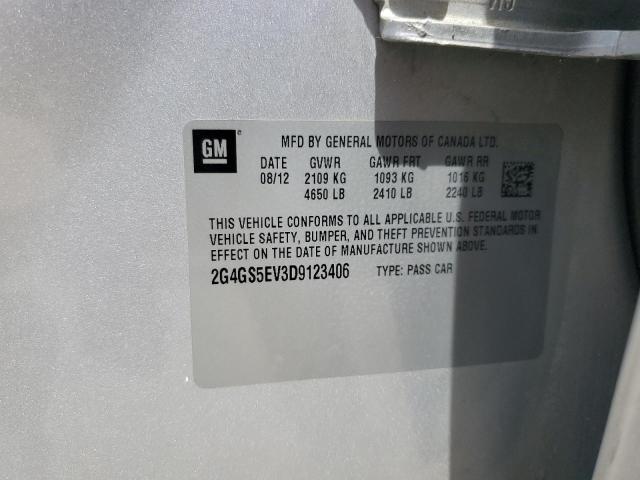 GM
©
MFD BY GENERAL MOTORS OF CANADA LTD.
DATE GVWR GAWR FRT GAWR RR
08/12 2109 KG 1093 KG 1016 KG
4650 LB 2410 LB 2240 LB
THIS VEHICLE CONFORMS TO ALL APPLICABLE U.S. FEDERAL MOTOR
VEHICLE SAFETY, BUMPER, AND THEFT PREVENTION STANDARDS IN
EFFECT ON THE DATE OF MANUFACTURE SHOWN ABOVE.
2G4GS5EV3D9123406 TYPE: PASS CAR